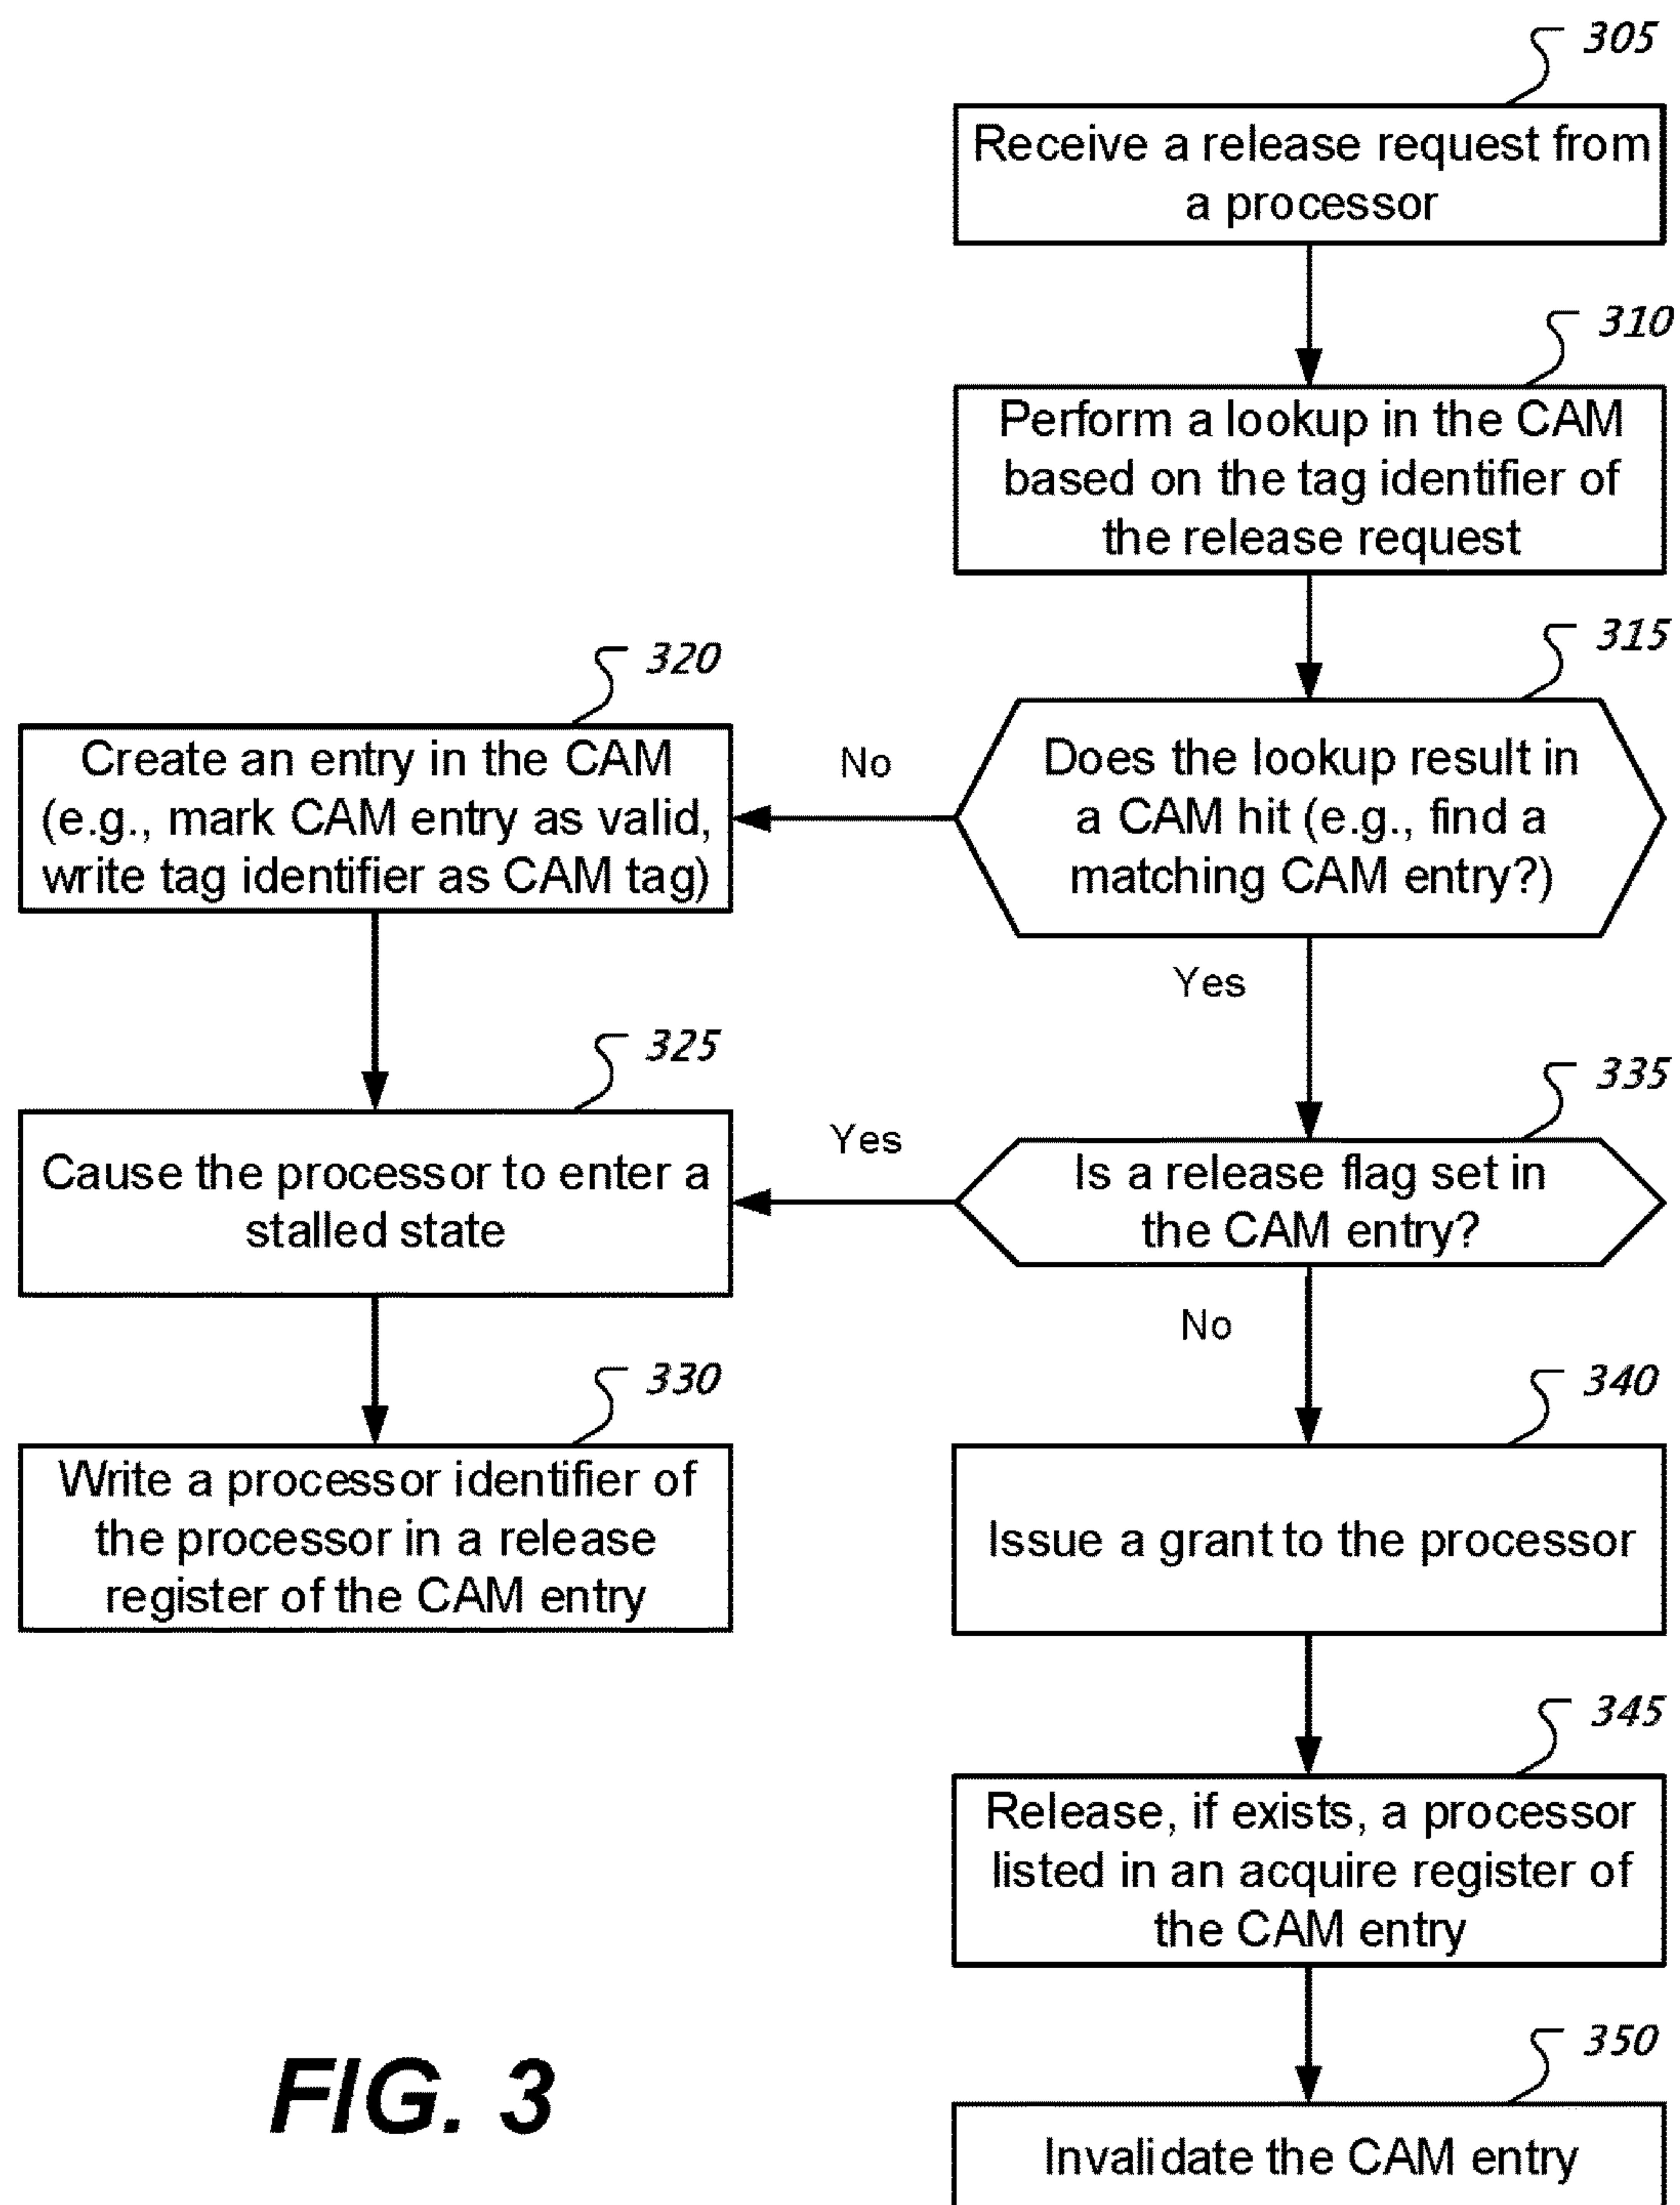 305
Receive a release request from
a processor
310
Perform a lookup in the CAM
based on the tag identifier of
the release request
315
Does the lookup result in
a CAM hit (e.g., find a
matching CAM entry?)
No
320
Create an entry in the CAM
(e.g., mark CAM entry as valid,
write tag identifier as CAM tag)
Yes
325
Cause the processor to enter a
stalled state
Yes
335
Is a release flag set in
the CAM entry?
No
330
Write a processor identifier of
the processor in a release
register of the CAM entry
340
Issue a grant to the processor
345
Release, if exists, a processor
listed in an acquire register of
the CAM entry
350
Invalidate the CAM entry
FIG. 3